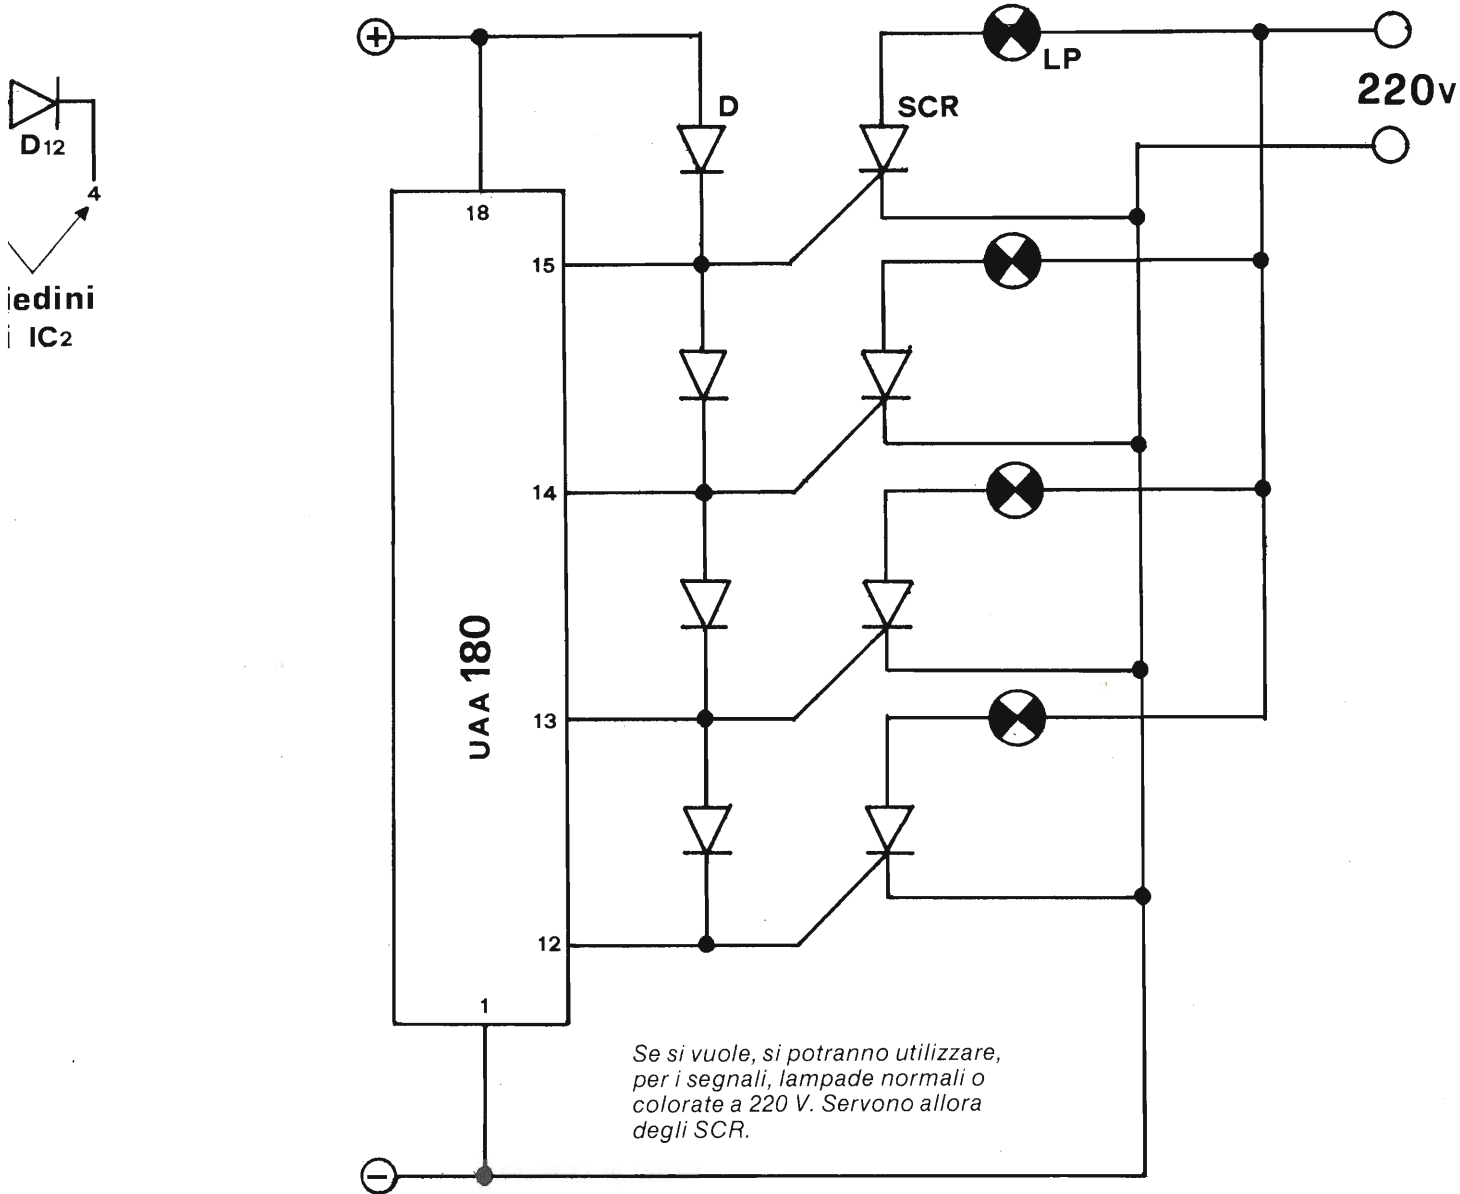 +
LP
220V
D
SCR
D12
4
18
15
iedini
i IC2
14
UAA 180
13
12
1
Se si vuole, si potranno utilizzare,
per i segnali, lampade normali o
colorate a 220 V. Servono allora
degli SCR.
−